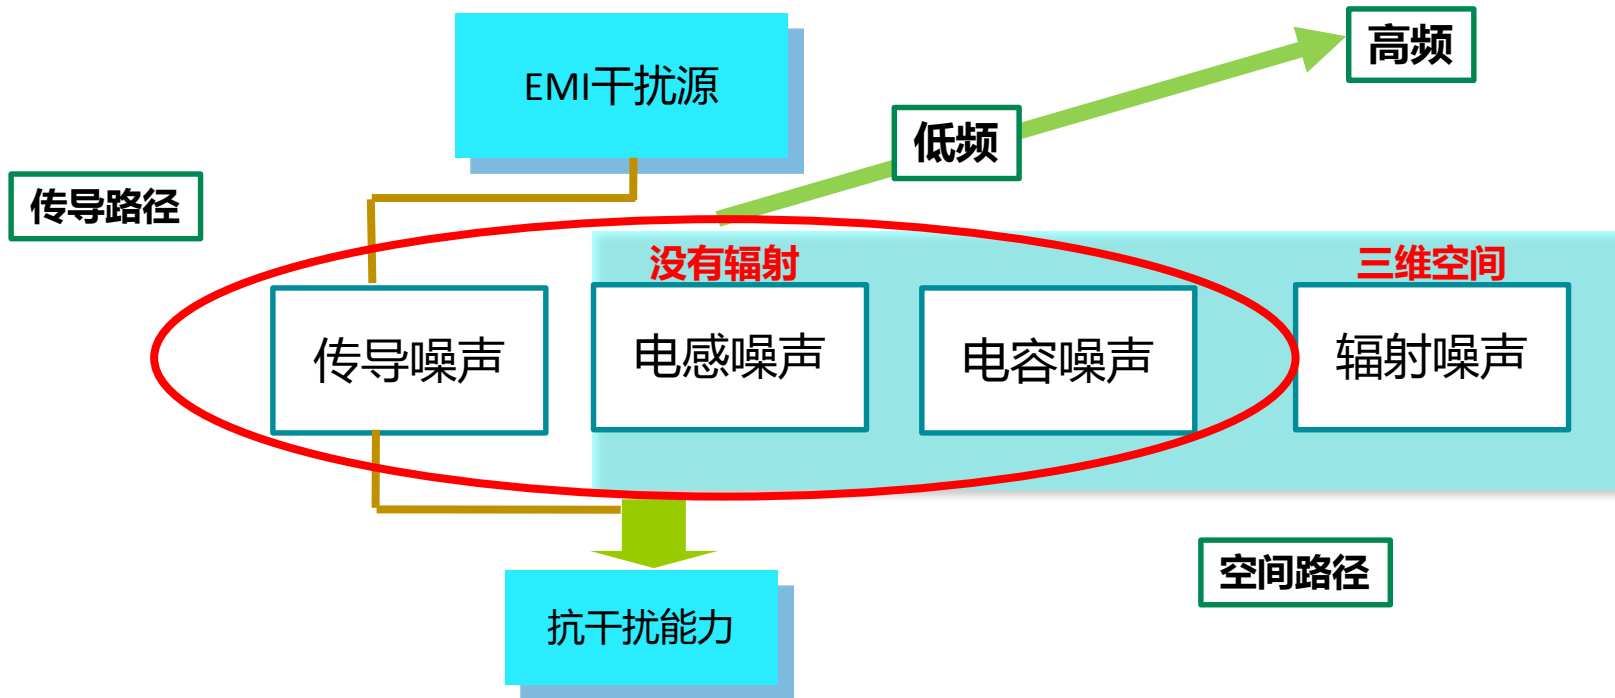 EMI干扰源
高频
低频
传导路径
没有辐射
三维空间
传导噪声
电感噪声
电容噪声
辐射噪声
空间路径
抗干扰能力